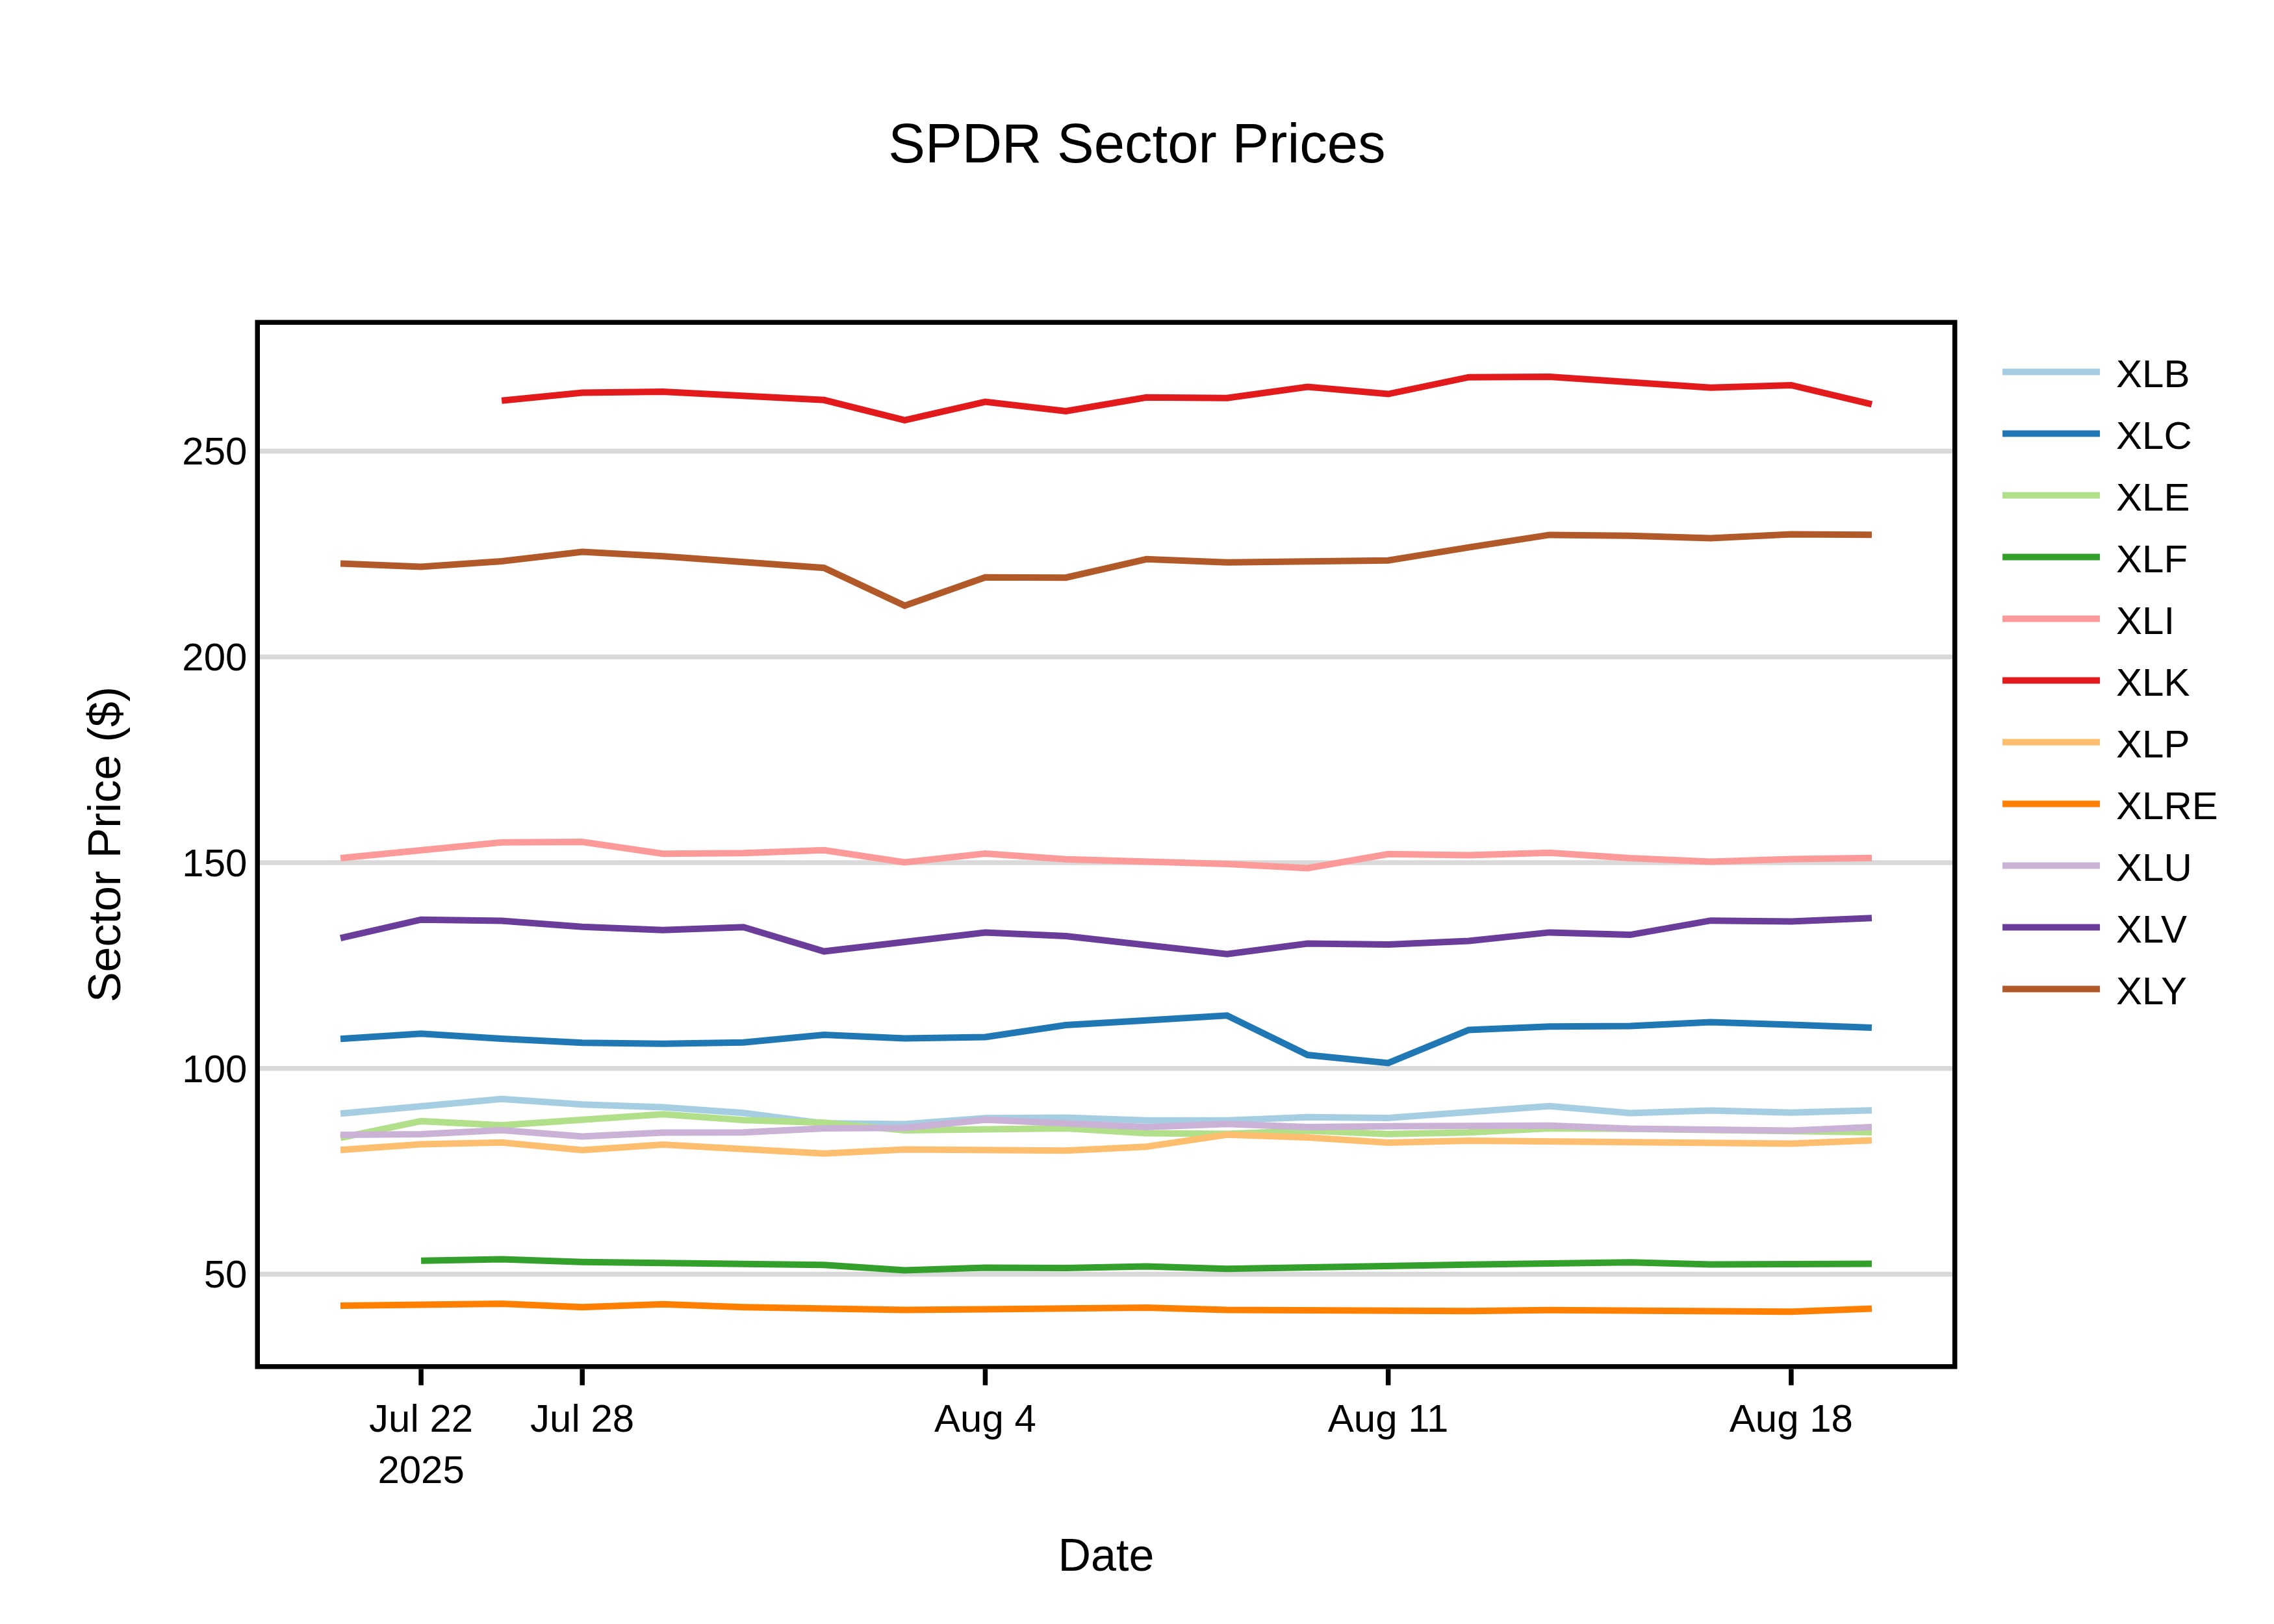 SPDR Sector Prices
Sector Price ($)
250
200
150
100
50
Jul 22
2025
Jul 28
Aug 4
Aug 11
Aug 18
Date
XLB
XLC
XLE
XLF
XLI
XLK
XLP
XLRE
XLU
XLV
XLY